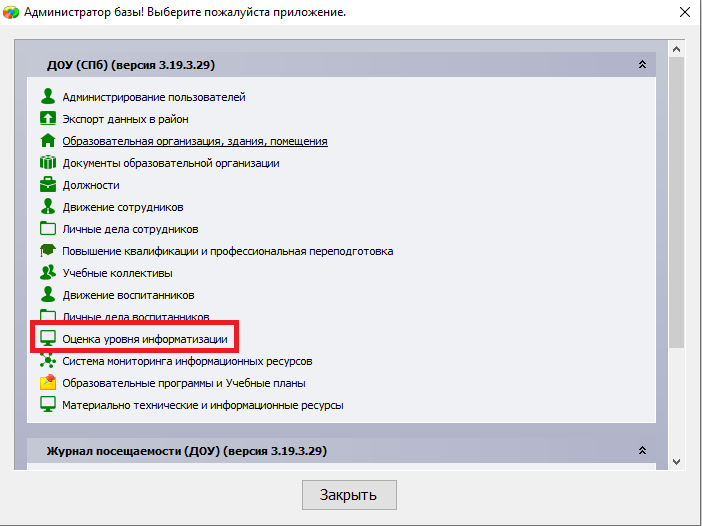 Администратор базы! Выберите пожалуйста приложение.
ДОУ (СПб) (версия 3.19.3.29)
Администрирование пользователей
Экспорт данных в район
Образовательная организация, здания, помещения
Документы образовательной организации
Должности
Движение сотрудников
Личные дела сотрудников
Повышение квалификации и профессиональная переподготовка
Учебные коллективы
Движение воспитанников
Личные дела воспитанников
Оценка уровня информатизации
Система мониторинга информационных ресурсов
Образовательные программы и Учебные планы
Материально технические и информационные ресурсы
Журнал посещаемости (ДОУ) (версия 3.19.3.29)
Закрыть